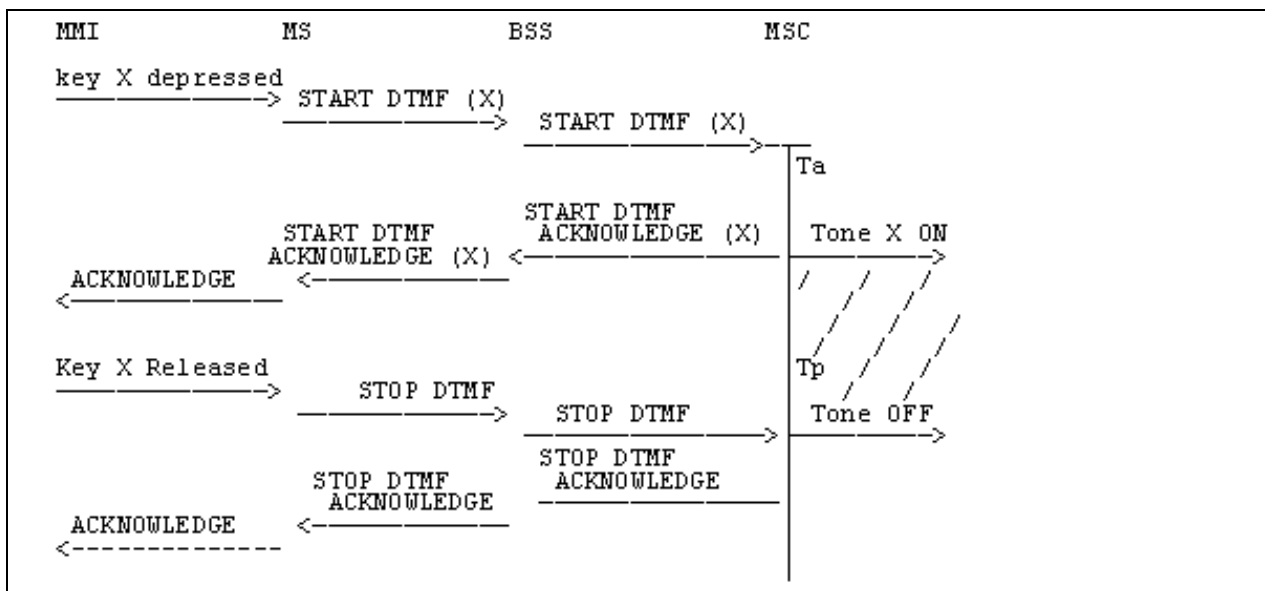 MMI MS BSS MSC
key X depressed
START DTMF (X)
START DTMF (X)
Ta
START DTMF
ACKNOWLEDGE (X)
Tone X ON
START DTMF
ACKNOWLEDGE (X)
ACKNOWLEDGE
Key X Released
Tp
STOP DTMF
STOP DTMF
Tone OFF
STOP DTMF
ACKNOWLEDGE
STOP DTMF
ACKNOWLEDGE
ACKNOWLEDGE